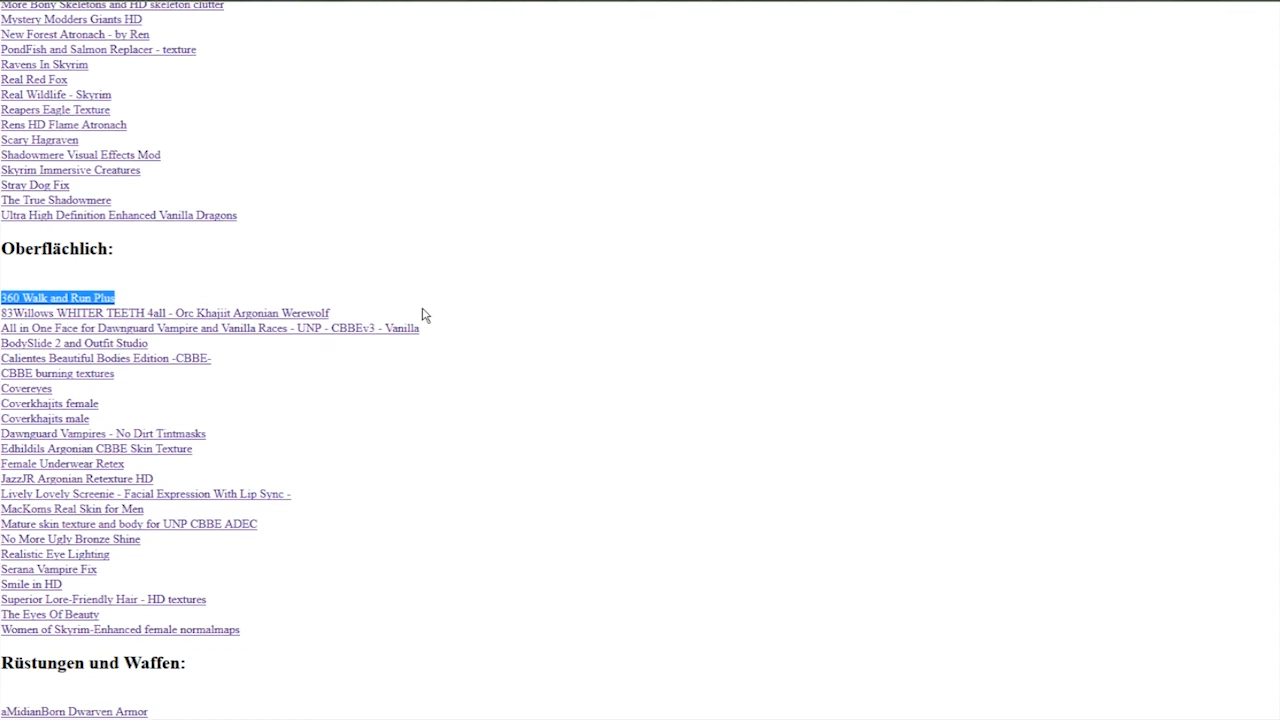 More Bony Skeletons and HD skeleton clutter
Mystery Modders Giants HD
New Forest Atronach - by Ren
PondFish and Salmon Replacer - texture
Ravens In Skyrim
Real Red Fox
Real Wildlife - Skyrim
Reapers Eagle Texture
Rens HD Flame Atronach
Scary Hagraven
Shadowmere Visual Effects Mod
Skyrim Immersive Creatures
Stray Dog Fix
The True Shadowmere
Ultra High Definition Enhanced Vanilla Dragons
Oberflächlich:
360 Walk and Run Plus
83Willows WHITER TEETH 4all - Orc Khajiit Argonian Werewolf
All in One Face for Dawnguard Vampire and Vanilla Races - UNP - CBBEv3 - Vanilla
BodySlide 2 and Outfit Studio
Calientes Beautiful Bodies Edition -CBBE-
CBBE burning textures
Covereyes
Coverkhajits female
Coverkhajits male
Dawnguard Vampires - No Dirt Tintmasks
Edhildils Argonian CBBE Skin Texture
Female Underwear Retex
JazzJR Argonian Retexture HD
Lively Lovely Screenie - Facial Expression With Lip Sync -
MacKoms Real Skin for Men
Mature skin texture and body for UNP CBBE ADEC
No More Ugly Bronze Shine
Realistic Eye Lighting
Serana Vampire Fix
Smile in HD
Superior Lore-Friendly Hair - HD textures
The Eyes Of Beauty
Women of Skyrim-Enhanced female normalmaps
Rüstungen und Waffen:
aMidianBorn Dwarven Armor